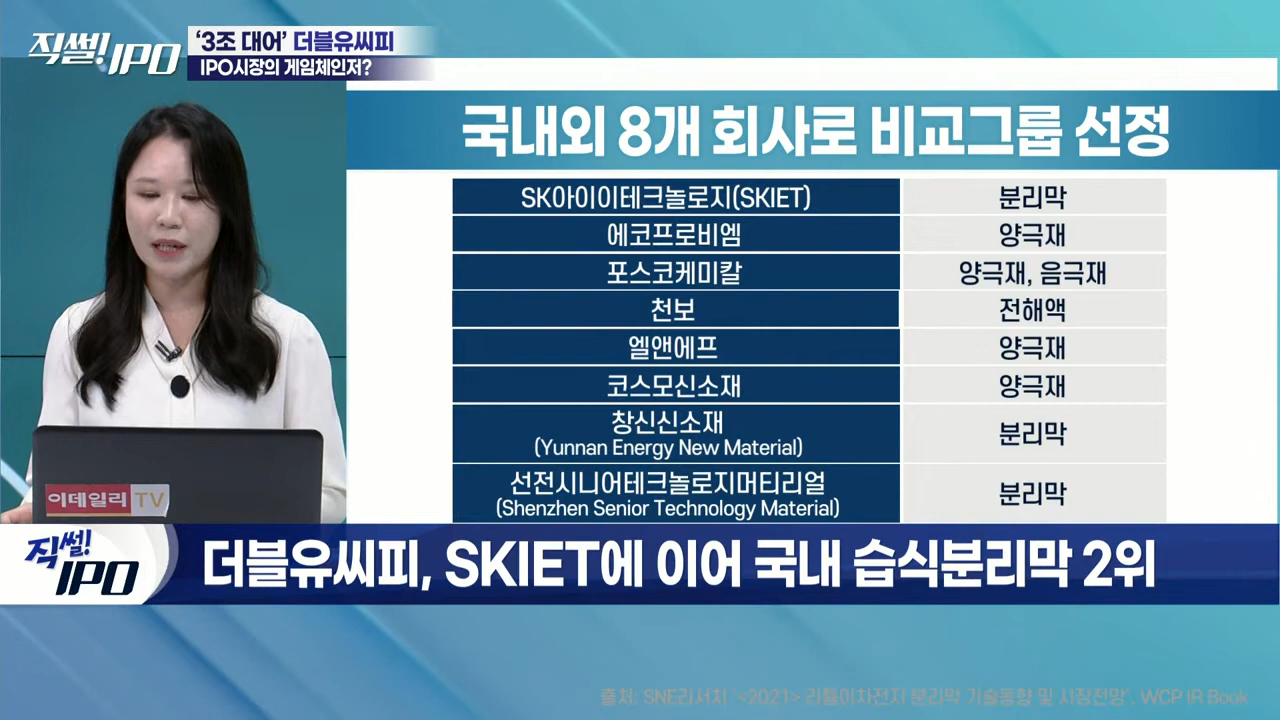 직썰! IPO
‘3조 대어’ 더블유씨피
IPO시장의 게임체인저?
국내외 8개 회사로 비교그룹 선정
SK아이이테크놀로지(SKIET) 분리막
에코프로비엠 양극재
포스코케미칼 양극재, 음극재
천보 전해액
엘앤에프 양극재
코스모신소재 양극재
창신신소재
(Yunnan Energy New Material) 분리막
선전시니어테크놀로지머티리얼
(Shenzhen Senior Technology Material) 분리막
이데일리 TV
직썰!
IPO
더블유씨피, SKIET에 이어 국내 습식분리막 2위
출처: SNE리서치 '<2021> 리튬이차전지 분리막 기술동향 및 시장전망', WCP IR Book